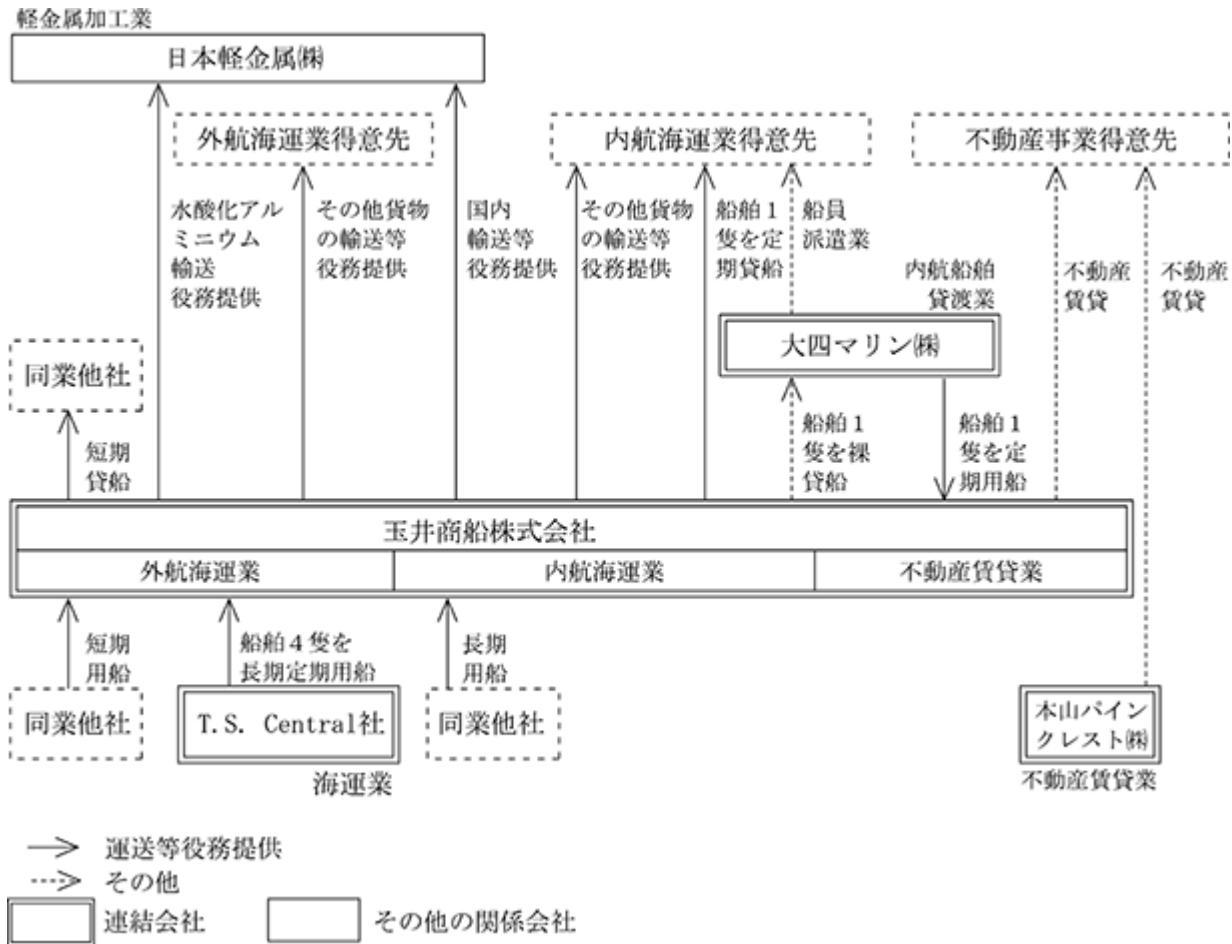 軽金属加工業
日本軽金属㈱
外航海運業得意先
内航海運業得意先
不動産事業得意先
水酸化アル
ミニウム
輸送
役務提供
その他貨物
の輸送等
役務提供
国内
輸送等
役務提供
その他貨物
の輸送等
役務提供
船舶1
隻を定
期貸船
船員
派遣業
内航船舶
貸渡業
不動産
賃貸
不動産
賃貸
大四マリン㈱
同業他社
短期
貸船
船舶1
隻を裸
貸船
船舶1
隻を定
期用船
玉井商船株式会社
外航海運業
内航海運業
不動産賃貸業
短期
用船
船舶4隻を
長期定期用船
長期
用船
同業他社
T.S. Central社
同業他社
本山パイン
クレスト㈱
海運業
不動産賃貸業
運送等役務提供
その他
連結会社
その他の関係会社